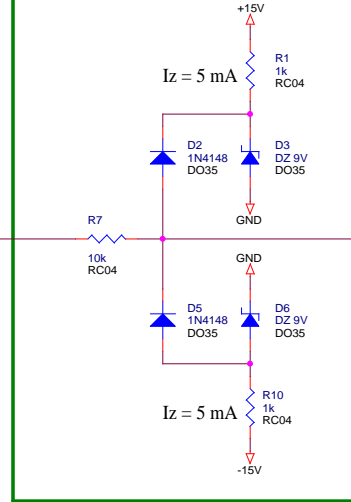 +15V
R1
1k
RC04
Iz = 5 mA
D2
1N4148
DO35
D3
DZ 9V
DO35
GND
R7
10k
RC04
GND
D5
1N4148
DO35
D6
DZ 9V
DO35
R10
1k
RC04
Iz = 5 mA
-15V